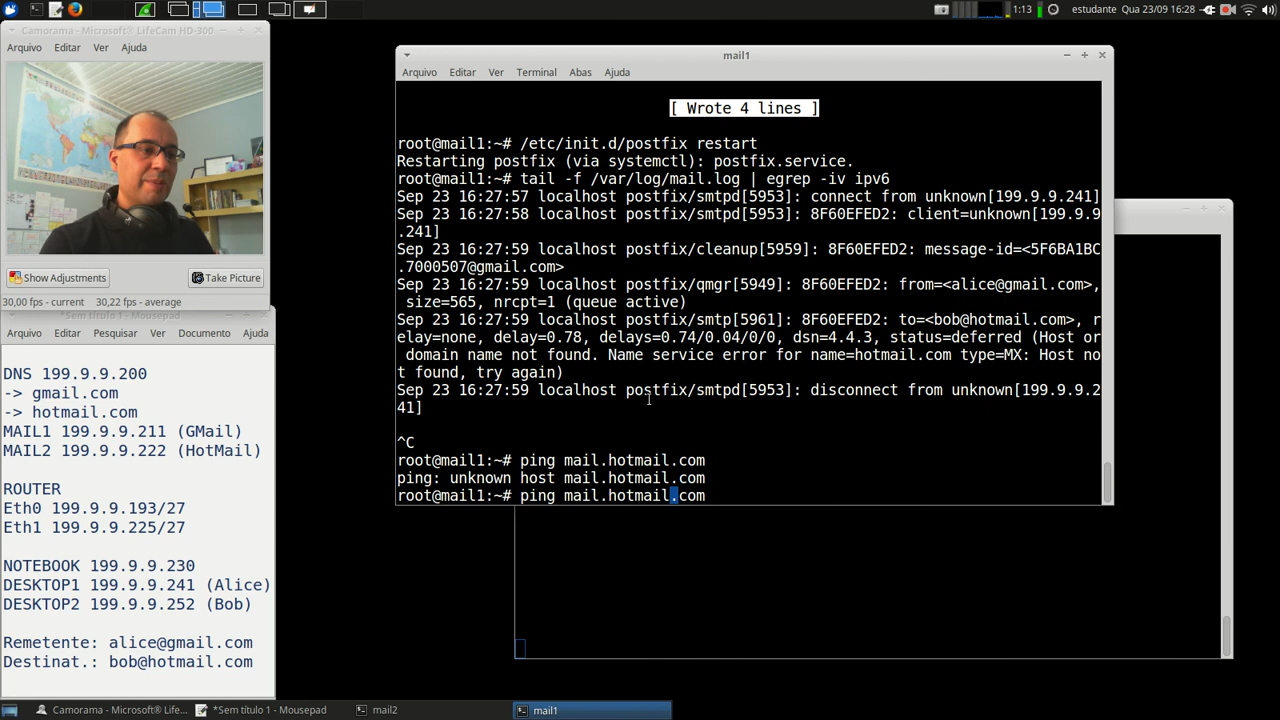 1:13 estudante Qua 23/09 16:28
Camorama - Microsoft® LifeCam HD-300
Arquivo Editar Ver Ajuda
Show Adjustments Take Picture
30,00 fps - current 30,22 fps - average
*Sem título 1 - Mousepad
Arquivo Editar Pesquisar Ver Documento Ajuda
DNS 199.9.9.200
-> gmail.com
-> hotmail.com
MAIL1 199.9.9.211 (GMail)
MAIL2 199.9.9.222 (HotMail)
ROUTER
Eth0 199.9.9.193/27
Eth1 199.9.9.225/27
NOTEBOOK 199.9.9.230
DESKTOP1 199.9.9.241 (Alice)
DESKTOP2 199.9.9.252 (Bob)
Remetente: alice@gmail.com
Destinat.: bob@hotmail.com
mail1
Arquivo Editar Ver Terminal Abas Ajuda
[ Wrote 4 lines ]
root@mail1:~# /etc/init.d/postfix restart
Restarting postfix (via systemctl): postfix.service.
root@mail1:~# tail -f /var/log/mail.log | egrep -iv ipv6
Sep 23 16:27:57 localhost postfix/smtpd[5953]: connect from unknown[199.9.9.241]
Sep 23 16:27:58 localhost postfix/smtpd[5953]: 8F60EFED2: client=unknown[199.9.9
.241]
Sep 23 16:27:59 localhost postfix/cleanup[5959]: 8F60EFED2: message-id=<5F6BA1BC
.7000507@gmail.com>
Sep 23 16:27:59 localhost postfix/qmgr[5949]: 8F60EFED2: from=<alice@gmail.com>,
size=565, nrcpt=1 (queue active)
Sep 23 16:27:59 localhost postfix/smtp[5961]: 8F60EFED2: to=<bob@hotmail.com>, r
elay=none, delay=0.78, delays=0.74/0.04/0/0, dsn=4.4.3, status=deferred (Host or
domain name not found. Name service error for name=hotmail.com type=MX: Host no
t found, try again)
Sep 23 16:27:59 localhost postfix/smtpd[5953]: disconnect from unknown[199.9.9.2
41]
^C
root@mail1:~# ping mail.hotmail.com
ping: unknown host mail.hotmail.com
root@mail1:~# ping mail.hotmail.com
Camorama - Microsoft® LifeCam... *Sem título 1 - Mousepad mail2 mail1